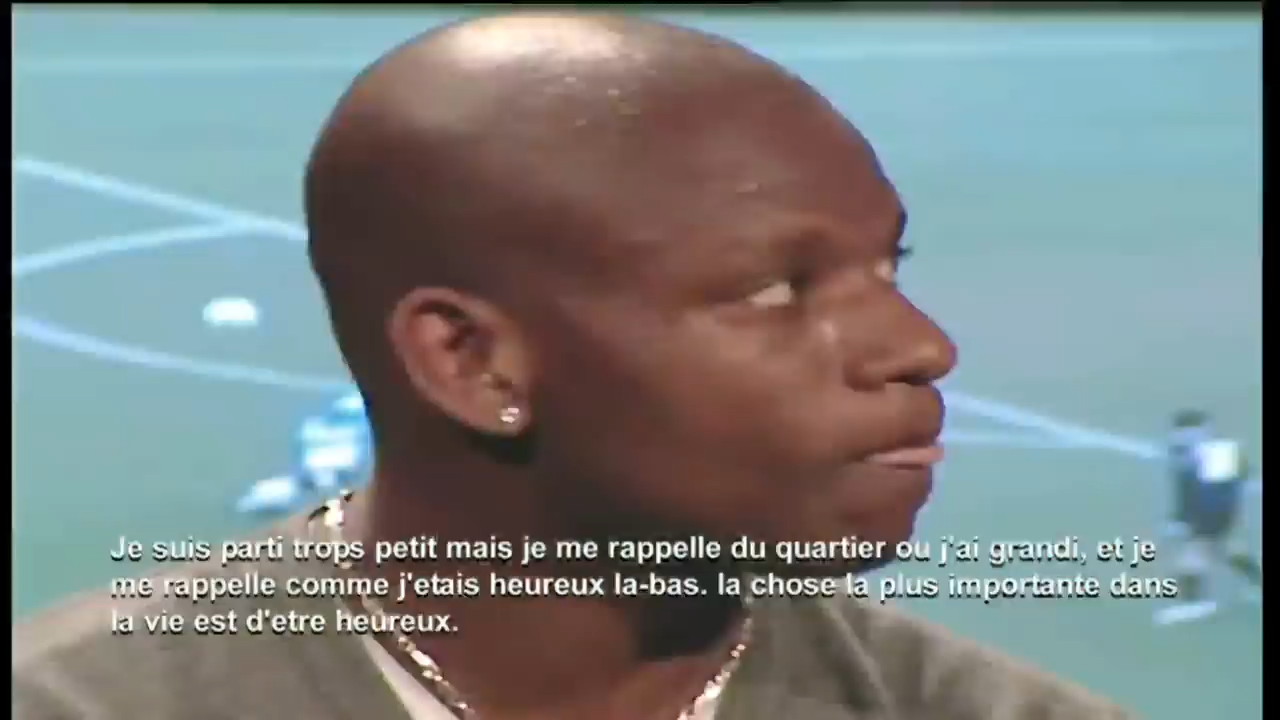 Je suis parti trops petit mais je me rappelle du quartier ou j'ai grandi, et je
me rappelle comme j'etais heureux la-bas. la chose la plus importante dans
la vie est d'etre heureux.